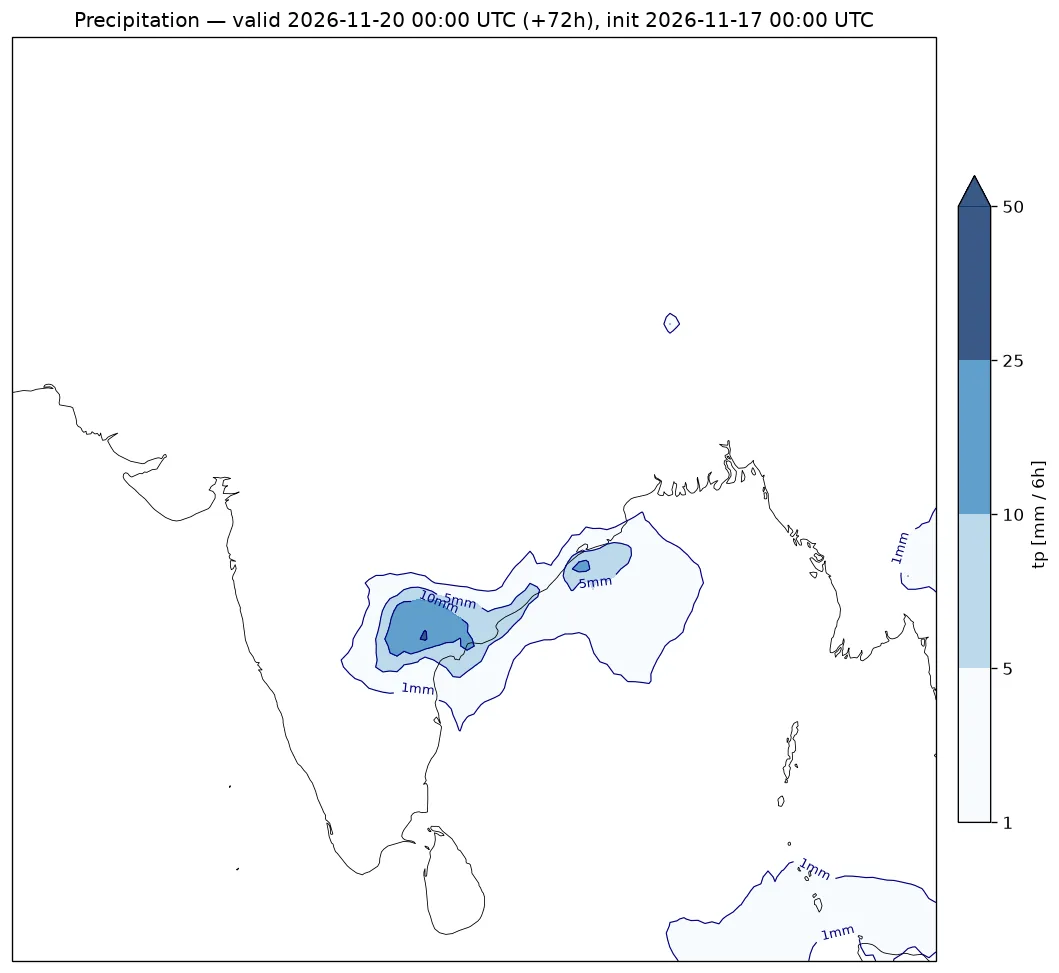 Precipitation — valid 2026-11-20 00:00 UTC (+72h), init 2026-11-17 00:00 UTC
50
25
10
5
1
tp [mm / 6h]
1mm
10mm
5mm
5mm
1mm
1mm
1mm